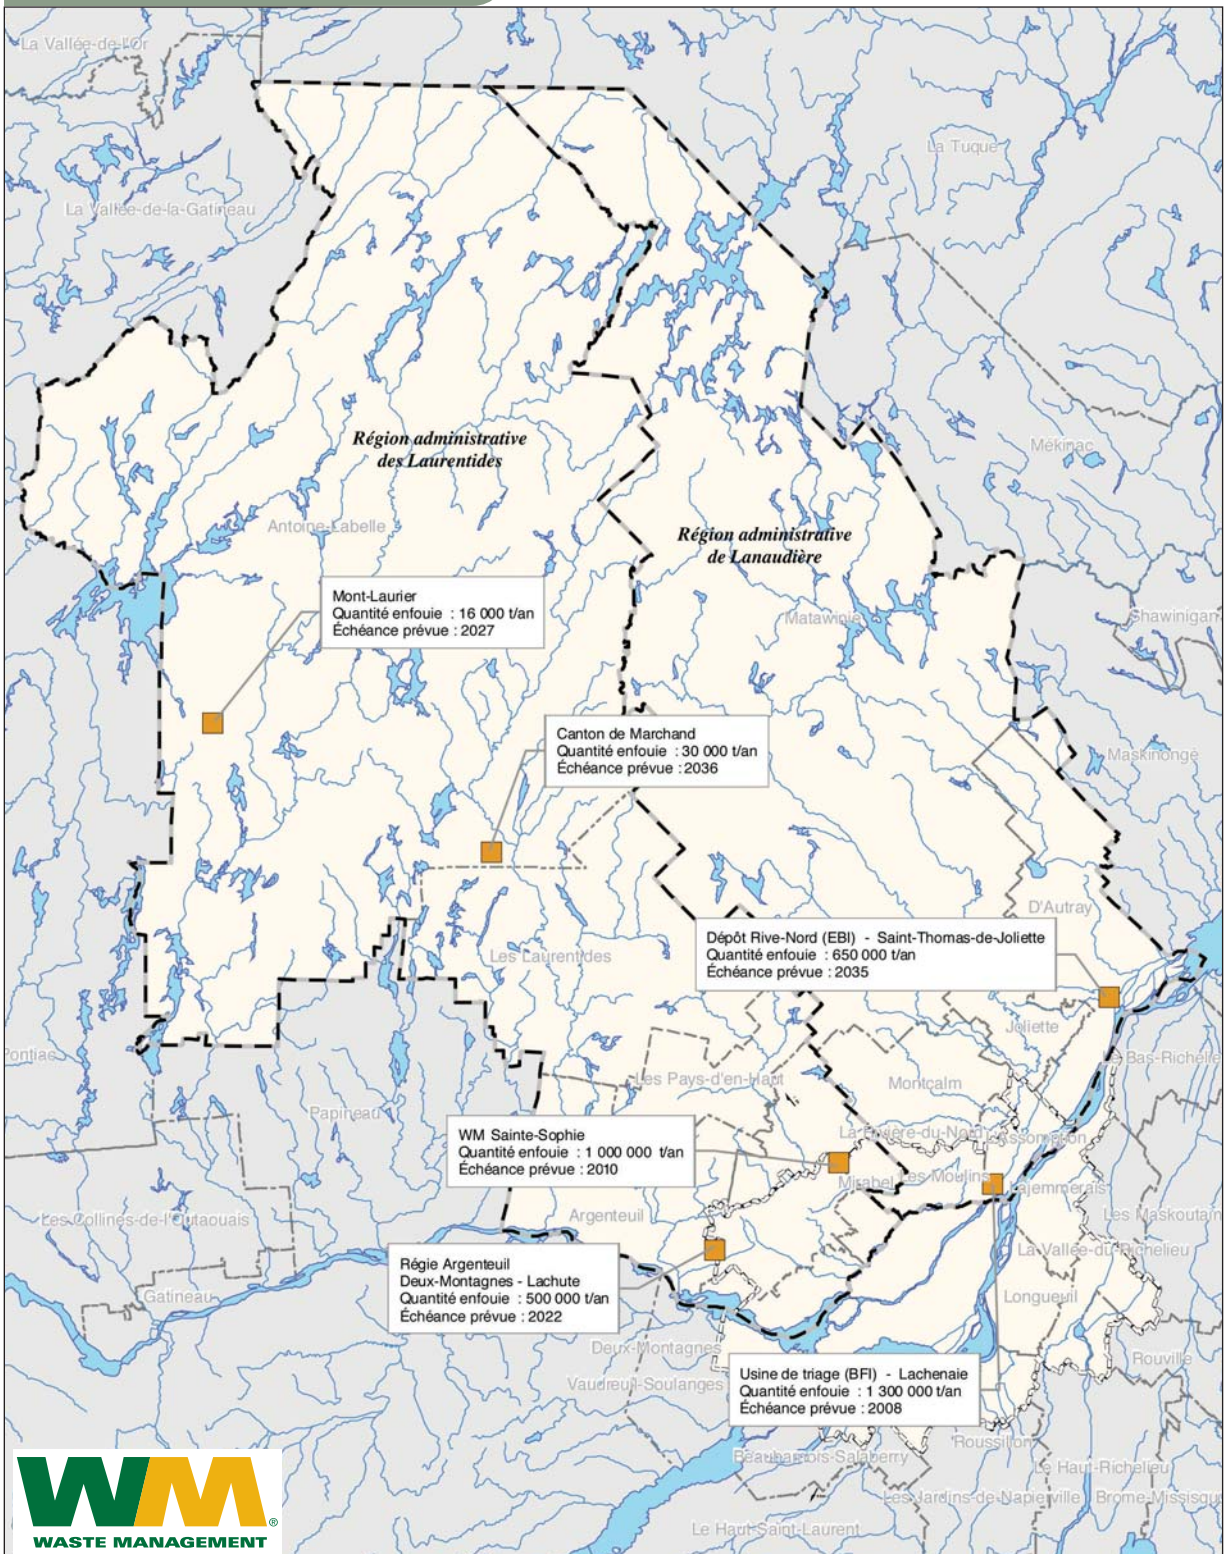 La Vallée-de-l'Or
La Tuque
La Vallée-de-la-Gatineau
Région administrative
des Laurentides
Mékinac
Antoine-Labelle
Région administrative
de Lanaudière
Mont-Laurier
Quantité enfouie : 16 000 t/an
Échéance prévue : 2027
Matawinie
Shawinigan
Canton de Marchand
Quantité enfouie : 30 000 t/an
Échéance prévue : 2036
Maskinongé
D'Autray
Dépôt Rive-Nord (EBI) - Saint-Thomas-de-Joliette
Quantité enfouie : 650 000 t/an
Échéance prévue : 2035
Les Laurentides
Joliette
Pontiac
Le Bas-Richelie
Les Pays-d'en-Haut
Montcalm
Papineau
WM Sainte-Sophie
Quantité enfouie : 1 000 000 t/an
Échéance prévue : 2010
La Rivière-du-Nord
L'Assomption
Mirabel
Les Moulins
Lajemmerais
Les Collines-de-l'Outaouais
Argenteuil
Les Maskoutain
La Vallée-du-Richelieu
Régie Argenteuil
Deux-Montagnes - Lachute
Quantité enfouie : 500 000 t/an
Échéance prévue : 2022
Gatineau
Longueuil
Deux-Montagnes
Rouville
Usine de triage (BFI) - Lachenaie
Quantité enfouie : 1 300 000 t/an
Échéance prévue : 2008
Vaudreuil-Soulanges
Roussillon
Beauharnois-Salaberry
Le Haut-Richelieu
Les Jardins-de-Napierville
Brome-Missisqu
Le Haut-Saint-Laurent
WM®
WASTE MANAGEMENT